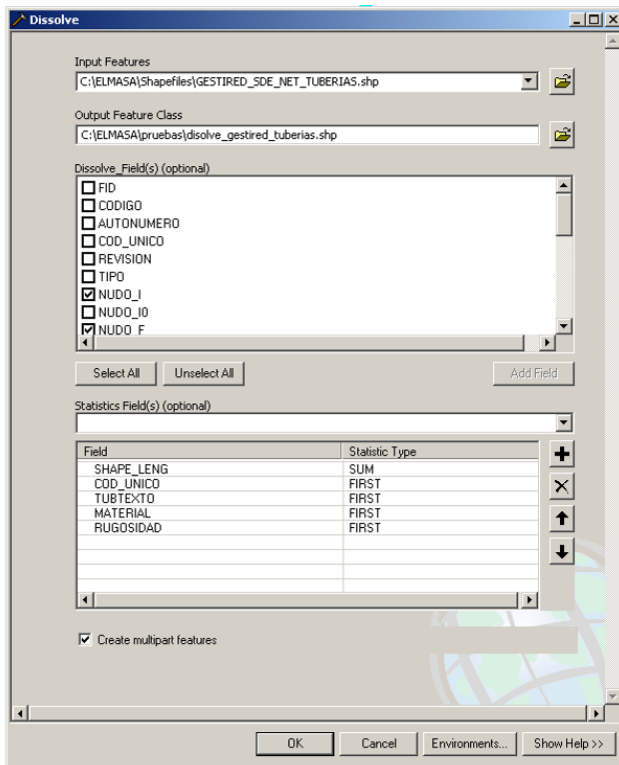 Dissolve
Input Features
C:\ELMASA\Shapefiles\GESTIRED_SDE_NET_TUBERIAS.shp
Output Feature Class
C:\ELMASA\pruebas\disolve_gestired_tuberias.shp
Dissolve_Field(s) (optional)
FID
CODIGO
AUTONUMERO
COD_UNICO
REVISION
TIPO
NUDO_I
NUDO_I0
NUDO_F
Select All Unselect All Add Field
Statistics Field(s) (optional)
Field Statistic Type
SHAPE_LENG SUM
COD_UNICO FIRST
TUBTEXTO FIRST
MATERIAL FIRST
RUGOSIDAD FIRST
Create multipart features
OK Cancel Environments... Show Help >>